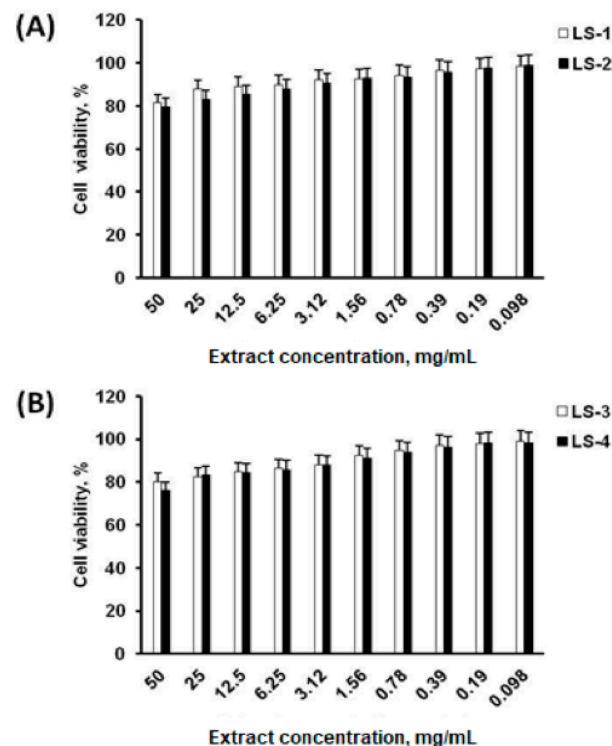 (A)
120
100
80
60
40
20
0
Cell viability, %
LS-1
LS-2
50 25 12.5 6.25 3.12 1.56 0.78 0.39 0.19 0.098
Extract concentration, mg/mL
(B)
120
100
80
60
40
20
0
Cell viability, %
LS-3
LS-4
50 25 12.5 6.25 3.12 1.56 0.78 0.39 0.19 0.098
Extract concentration, mg/mL